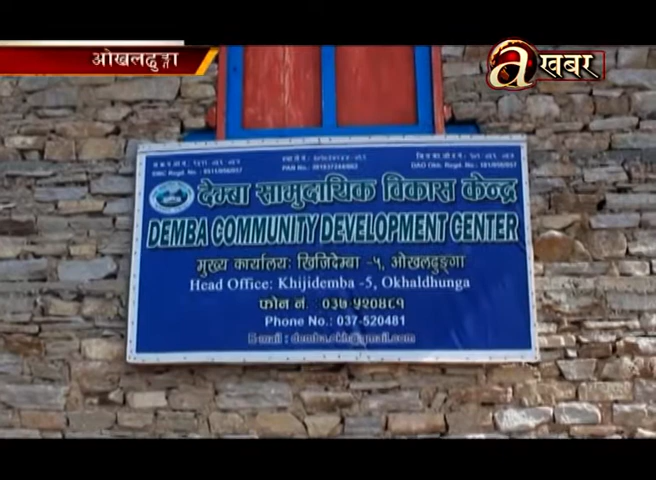 ओखलढुङ्गा
a खबर
देम्बा सामुदायिक विकास केन्द्र
DEMBA COMMUNITY DEVELOPMENT CENTER
मुख्य कार्यालयः खिजिदेम्बा -५, ओखलढुङ्गा
Head Office: Khijidemba -5, Okhaldhunga
फोन नं. : ०३७-५२०४८१
Phone No.: 037-520481